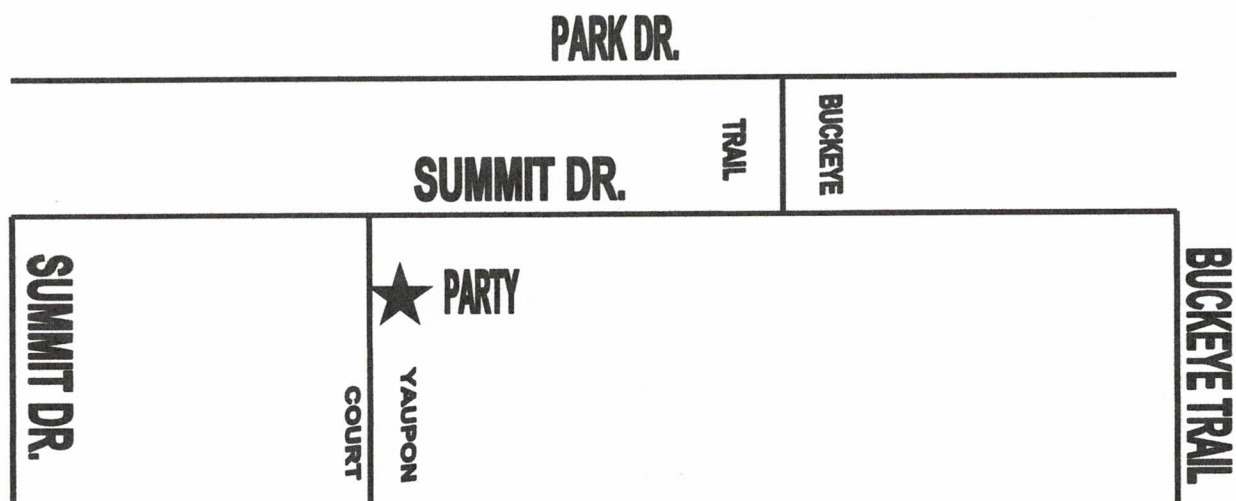 PARK DR.
BUCKEYE
TRAIL
SUMMIT DR.
SUMMIT DR.
PARTY
YAUPON
COURT
BUCKEYE TRAIL